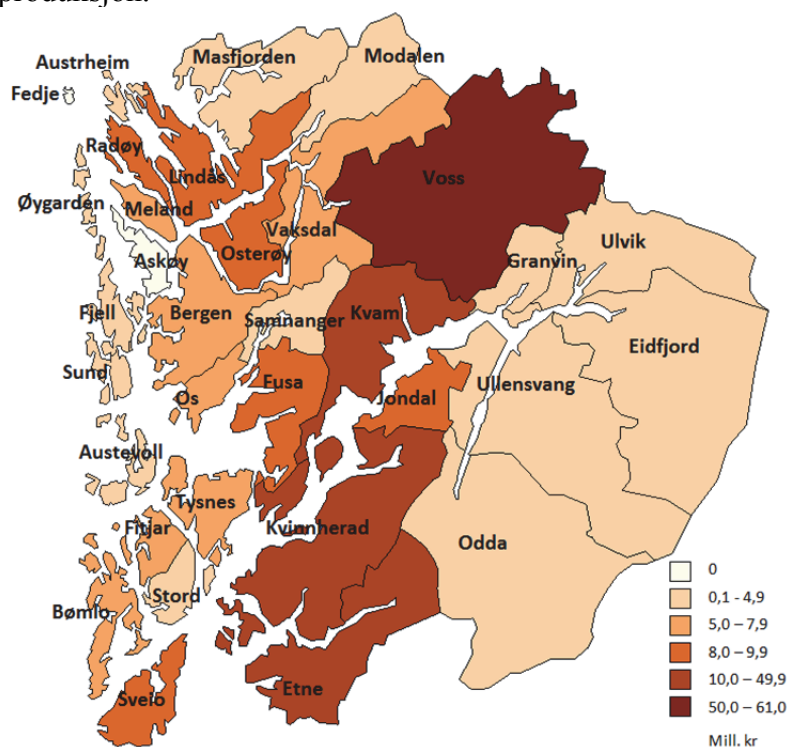 produksjon.
Masfjorden
Modalen
Austrheim
Fedje
Radøy
Lindås
Voss
Øygarden
Meland
Vaksdal
Osterøy
Ulvik
Granvin
Askøy
Fjell
Bergen
Samnanger
Kvam
Eidfjord
Sund
Fusa
Ullensvang
Os
Jondal
Austevoll
Tysnes
Fitjar
Kvinnherad
Odda
Stord
Bømlo
Etne
Sveio
0
0,1 - 4,9
5,0 – 7,9
8,0 – 9,9
10,0 – 49,9
50,0 – 61,0
Mill. kr